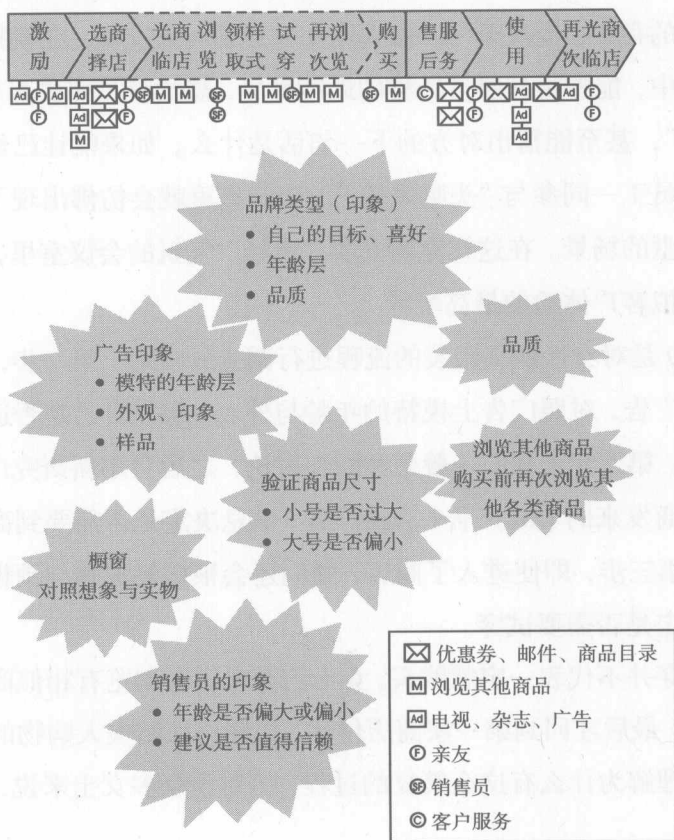 激励
选择商店
光临商店
浏览
领取样式
试穿
再次浏览
购买
售后服务
使用
再次光临商店
品牌类型（印象）
• 自己的目标、喜好
• 年龄层
• 品质
广告印象
• 模特的年龄层
• 外观、印象
• 样品
品质
验证商品尺寸
• 小号是否过大
• 大号是否偏小
浏览其他商品
购买前再次浏览其
他各类商品
橱窗
对照想象与实物
销售员的印象
• 年龄是否偏大或偏小
• 建议是否值得信赖
优惠券、邮件、商品目录
M 浏览其他商品
Ad 电视、杂志、广告
F 亲友
SP 销售员
C 客户服务